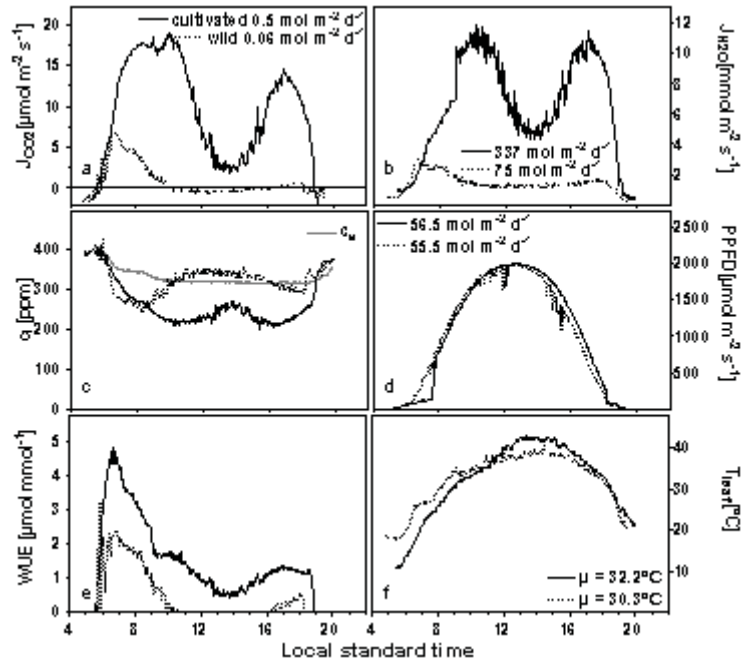 cultivated 0.5 mol m⁻² d⁻¹
wild 0.06 mol m⁻² d⁻¹
J_CO2 [µmol m⁻² s⁻¹]
20
15
10
5
0
a
12
10
8
6
4
2
J_H2O [mmol m⁻² s⁻¹]
b
337 mol m⁻² d⁻¹
75 mol m⁻² d⁻¹
400
300
200
100
0
c
56.5 mol m⁻² d⁻¹
55.5 mol m⁻² d⁻¹
2500
2000
1500
1000
500
PPFD [µmol m⁻² s⁻¹]
d
WUE [µmol mmol⁻¹]
5
4
3
2
1
0
e
40
30
20
10
T_leaf [°C]
µ = 32.2°C
µ = 30.3°C
f
4 8 12 16 20 4 8 12 16 20
Local standard time